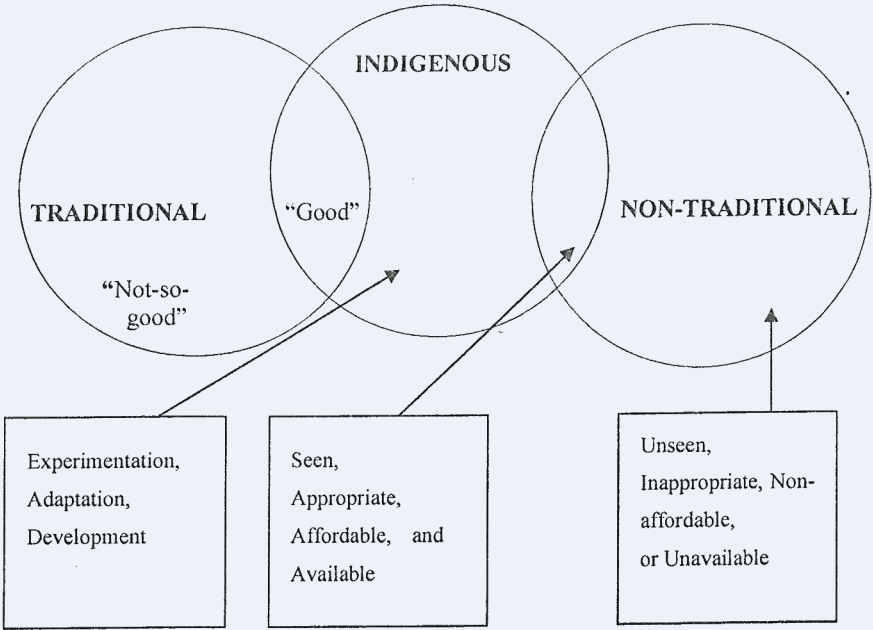 INDIGENOUS
TRADITIONAL
“Good”
NON-TRADITIONAL
“Not-so-
good”
Experimentation,
Adaptation,
Development
Seen,
Appropriate,
Affordable, and
Available
Unseen,
Inappropriate, Non-
affordable,
or Unavailable